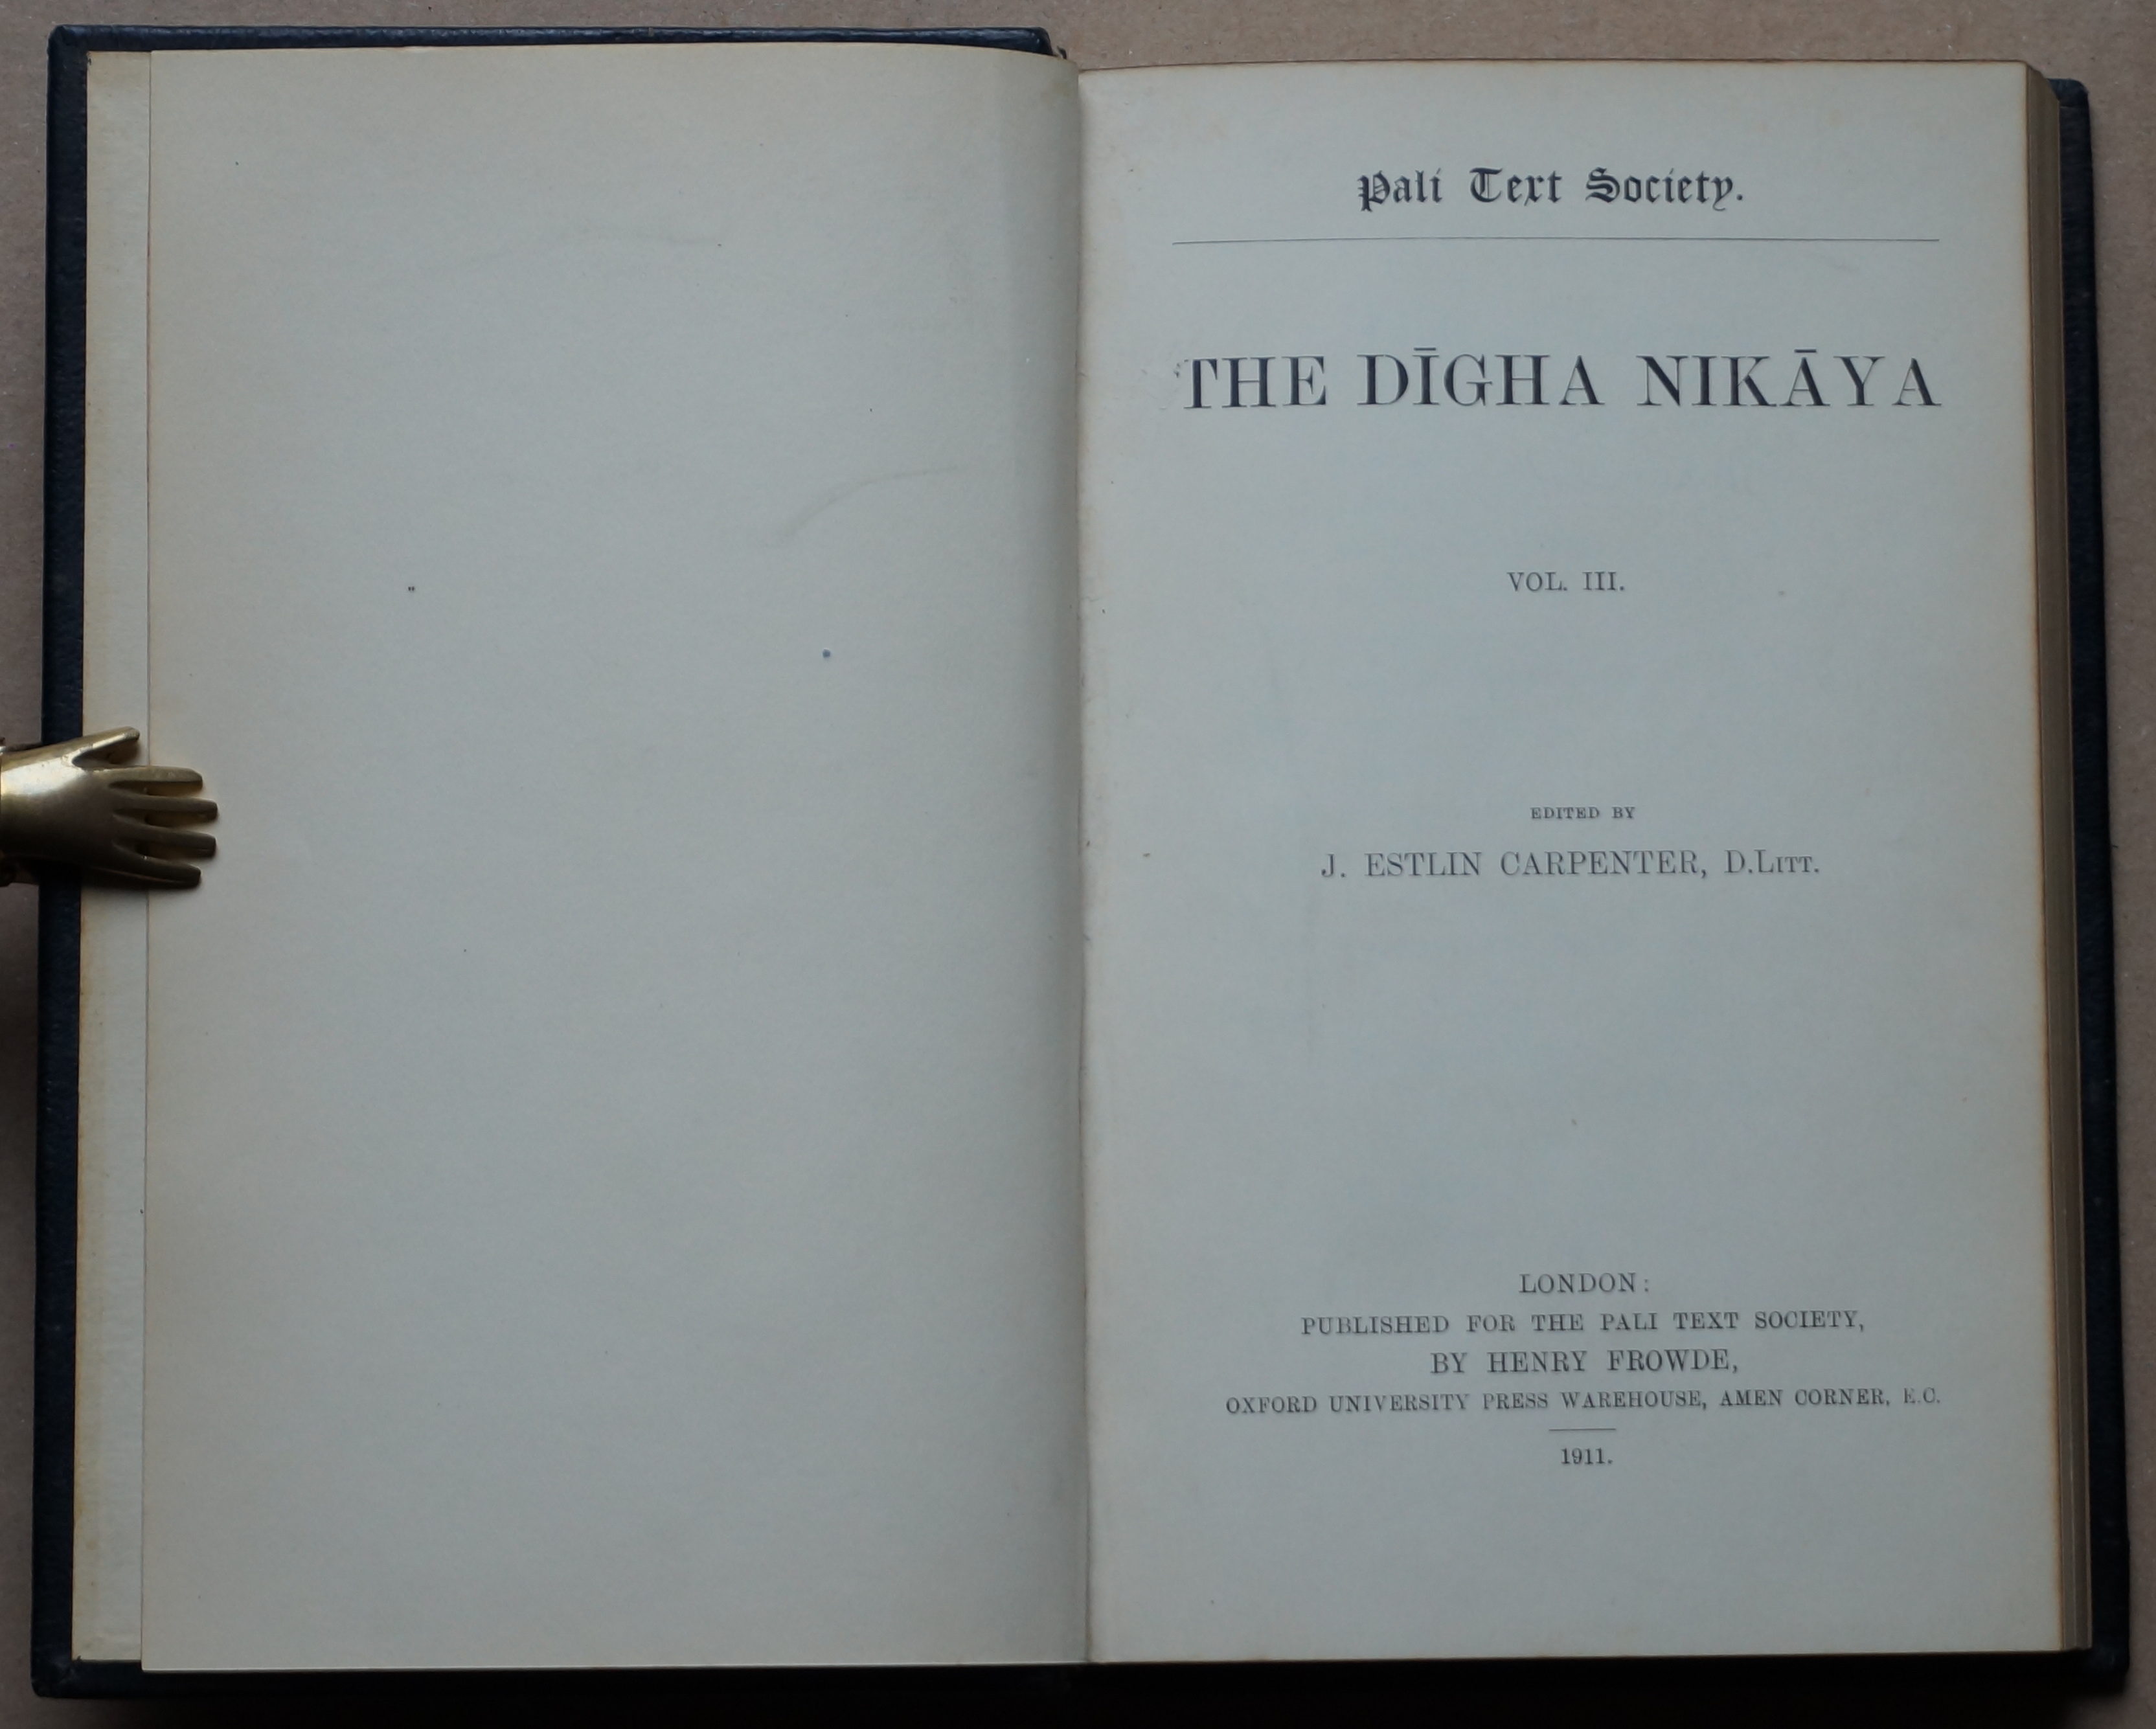 Pali Text Society.
THE DĪGHA NIKĀYA
VOL. III.
EDITED BY
J. ESTLIN CARPENTER, D.LITT.
LONDON:
PUBLISHED FOR THE PALI TEXT SOCIETY,
BY HENRY FROWDE,
OXFORD UNIVERSITY PRESS WAREHOUSE, AMEN CORNER, E.C.
1911.